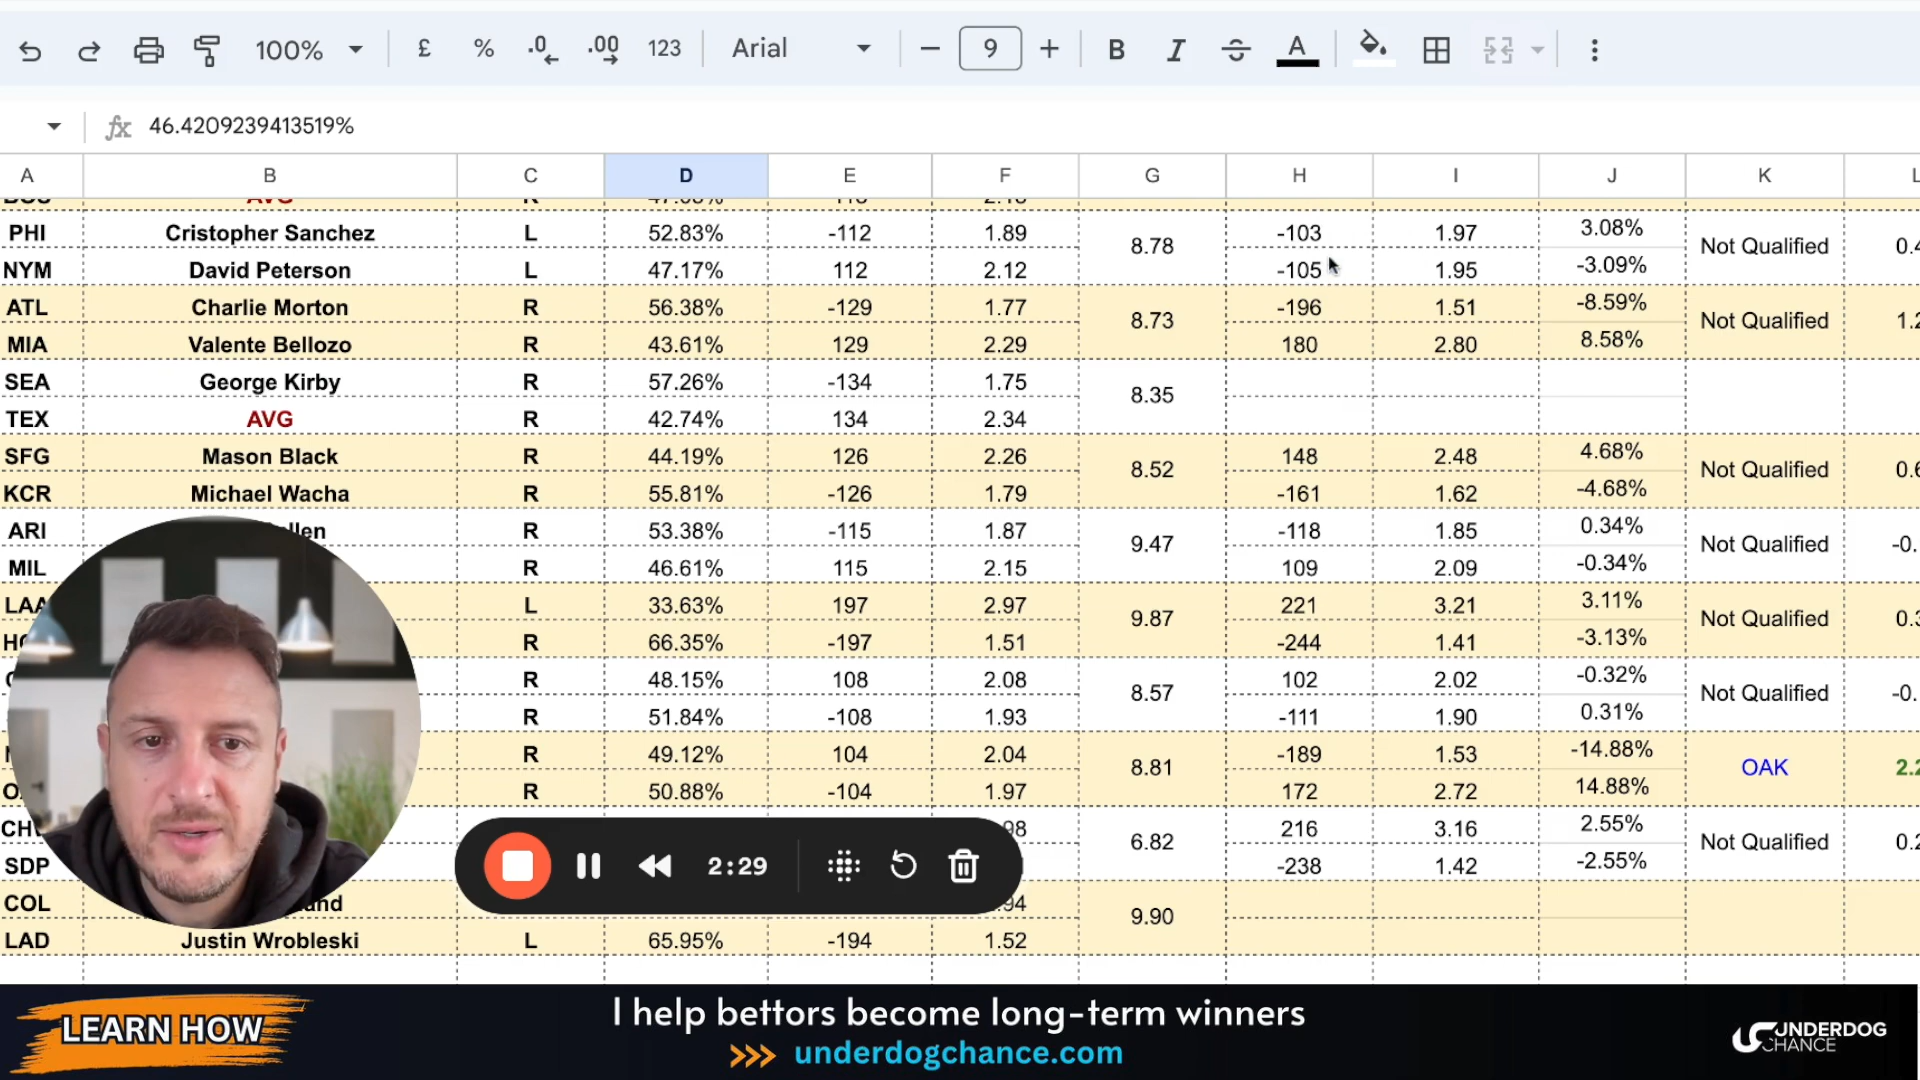 100% £ % .0 .00 123 Arial 9 B I A
fx 46.4209239413519%
A B C D E F G H I J K L
PHI Cristopher Sanchez L 52.83% -112 1.89 8.78 -103 1.97 3.08% Not Qualified
NYM David Peterson L 47.17% 112 2.12 -105 1.95 -3.09%
ATL Charlie Morton R 56.38% -129 1.77 8.73 -196 1.51 -8.59% Not Qualified
MIA Valente Bellozo R 43.61% 129 2.29 180 2.80 8.58%
SEA George Kirby R 57.26% -134 1.75 8.35
TEX AVG R 42.74% 134 2.34
SFG Mason Black R 44.19% 126 2.26 8.52 148 2.48 4.68% Not Qualified
KCR Michael Wacha R 55.81% -126 1.79 -161 1.62 -4.68%
ARI R 53.38% -115 1.87 9.47 -118 1.85 0.34% Not Qualified
MIL R 46.61% 115 2.15 109 2.09 -0.34%
LAA L 33.63% 197 2.97 9.87 221 3.21 3.11% Not Qualified
R 66.35% -197 1.51 -244 1.41 -3.13%
R 48.15% 108 2.08 8.57 102 2.02 -0.32% Not Qualified
R 51.84% -108 1.93 -111 1.90 0.31%
R 49.12% 104 2.04 8.81 -189 1.53 -14.88% OAK
R 50.88% -104 1.97 172 2.72 14.88%
6.82 216 3.16 2.55% Not Qualified
SDP -238 1.42 -2.55%
COL 9.90
LAD Justin Wrobleski L 65.95% -194 1.52
2:29
LEARN HOW
I help bettors become long-term winners
>>> underdogchance.com
UNDERDOG
CHANCE